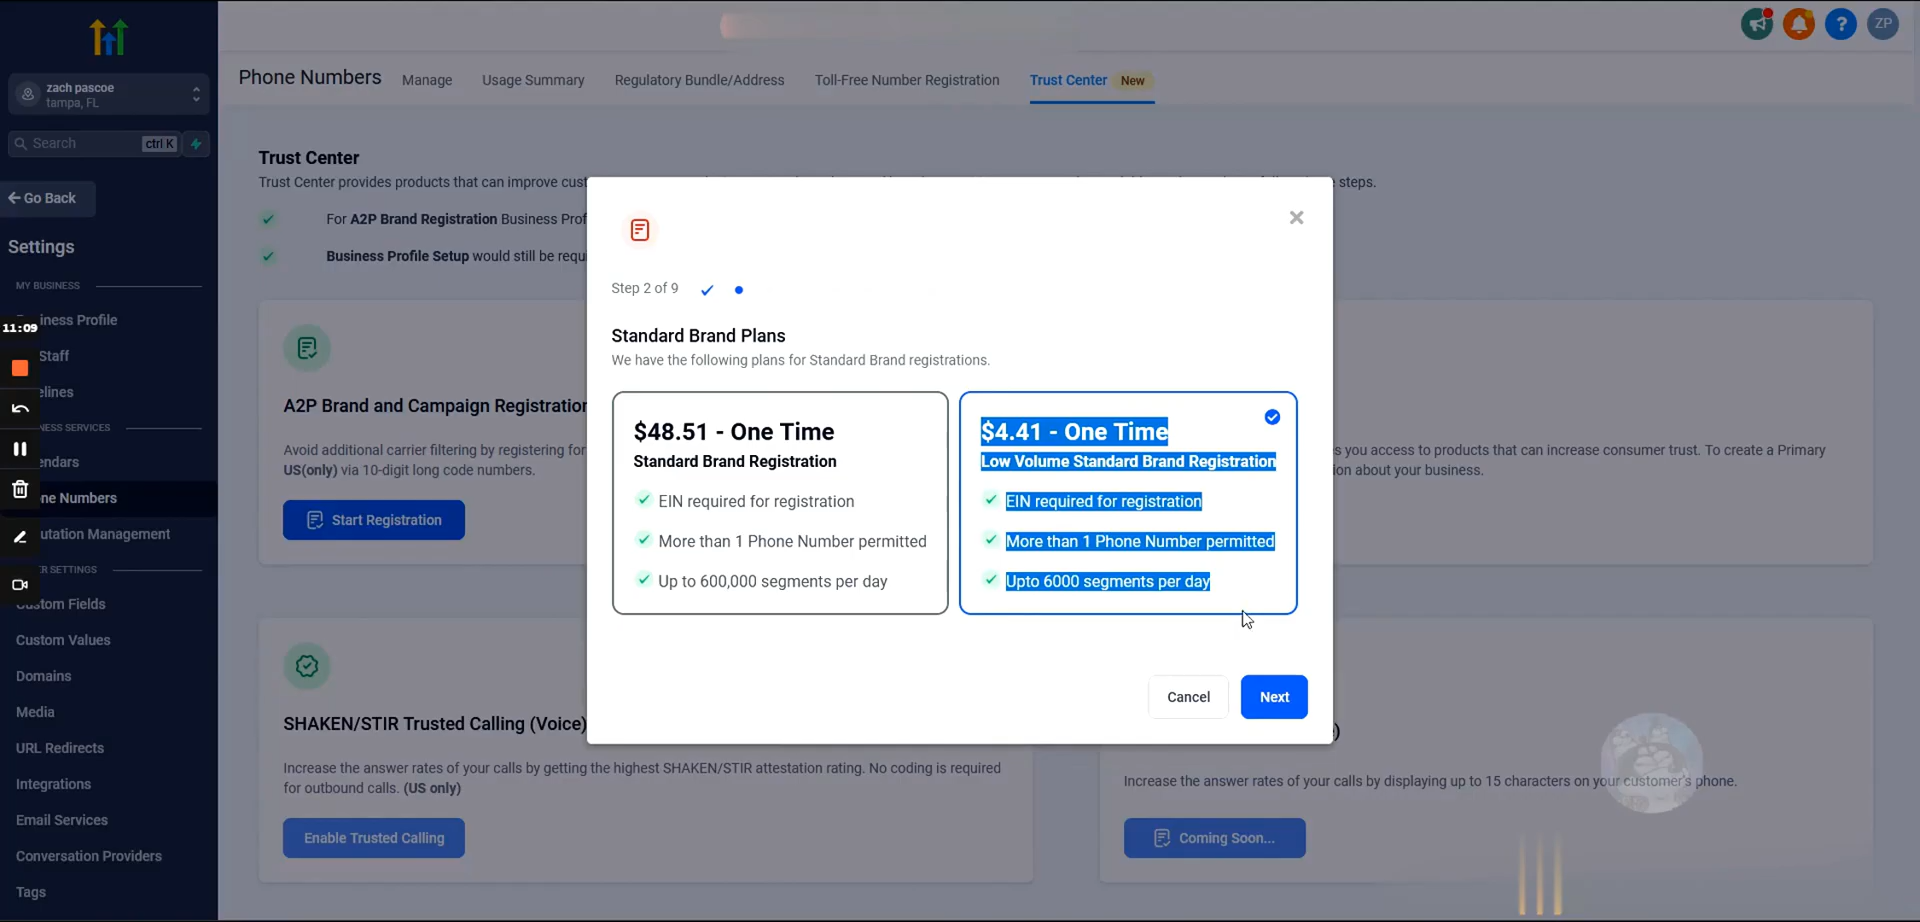 zach pascoe
tampa, FL
Search
ctrl K
Go Back
Settings
MY BUSINESS
iness Profile
11:09
Staff
elines
NESS SERVICES
endars
one Numbers
utation Management
R SETTINGS
ustom Fields
Custom Values
Domains
Media
URL Redirects
Integrations
Email Services
Conversation Providers
Tags
ZP
Phone Numbers
Manage
Usage Summary
Regulatory Bundle/Address
Toll-Free Number Registration
Trust Center New
Trust Center
Trust Center provides products that can improve cust
steps.
For A2P Brand Registration Business Prof
Business Profile Setup would still be requi
A2P Brand and Campaign Registration
Avoid additional carrier filtering by registering for
US(only) via 10-digit long code numbers.
Start Registration
s you access to products that can increase consumer trust. To create a Primary
ion about your business.
Step 2 of 9
Standard Brand Plans
We have the following plans for Standard Brand registrations.
$48.51 - One Time
Standard Brand Registration
EIN required for registration
More than 1 Phone Number permitted
Up to 600,000 segments per day
$4.41 - One Time
Low Volume Standard Brand Registration
EIN required for registration
More than 1 Phone Number permitted
Upto 6000 segments per day
Cancel
Next
SHAKEN/STIR Trusted Calling (Voice)
Increase the answer rates of your calls by getting the highest SHAKEN/STIR attestation rating. No coding is required
for outbound calls. (US only)
Enable Trusted Calling
)
Increase the answer rates of your calls by displaying up to 15 characters on your customer's phone.
Coming Soon...